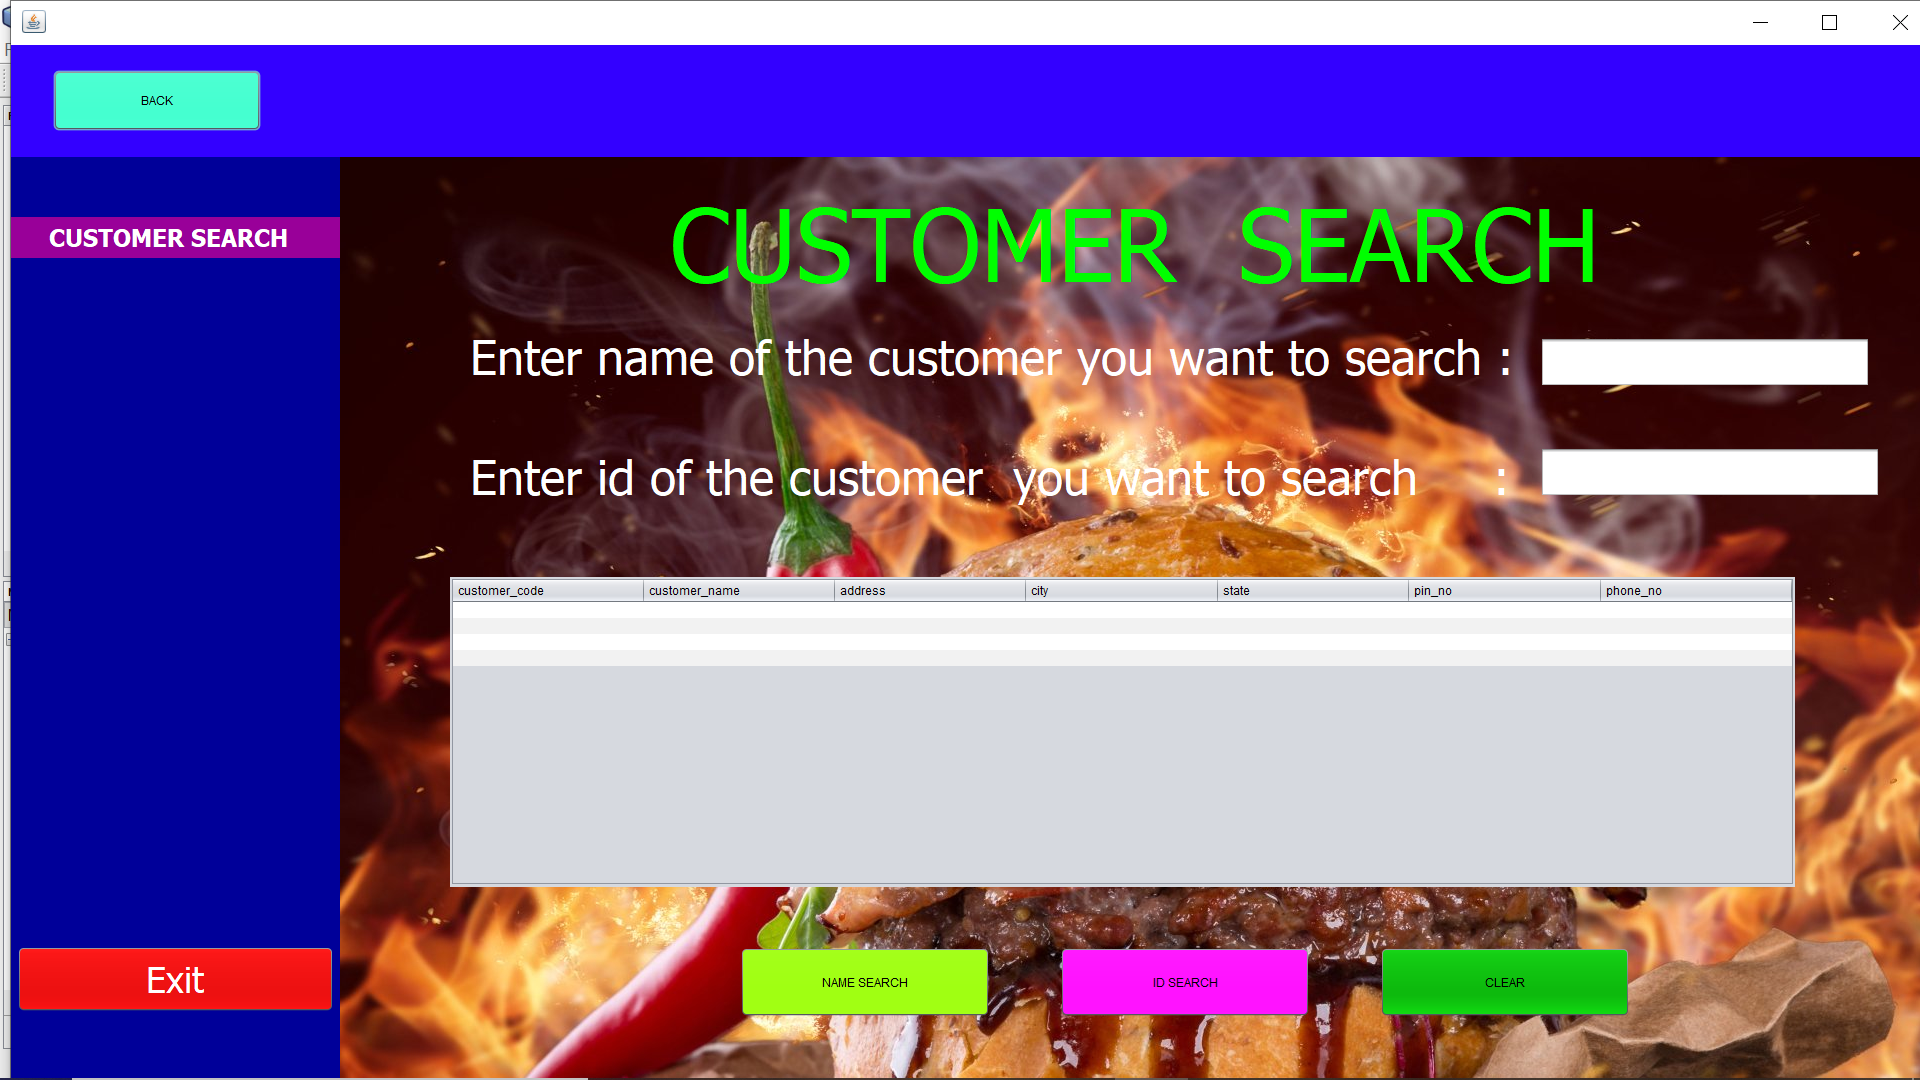 BACK
CUSTOMER SEARCH
CUSTOMER SEARCH
Enter name of the customer you want to search :
Enter id of the customer you want to search :
customer_code customer_name address city state pin_no phone_no
Exit
NAME SEARCH ID SEARCH CLEAR